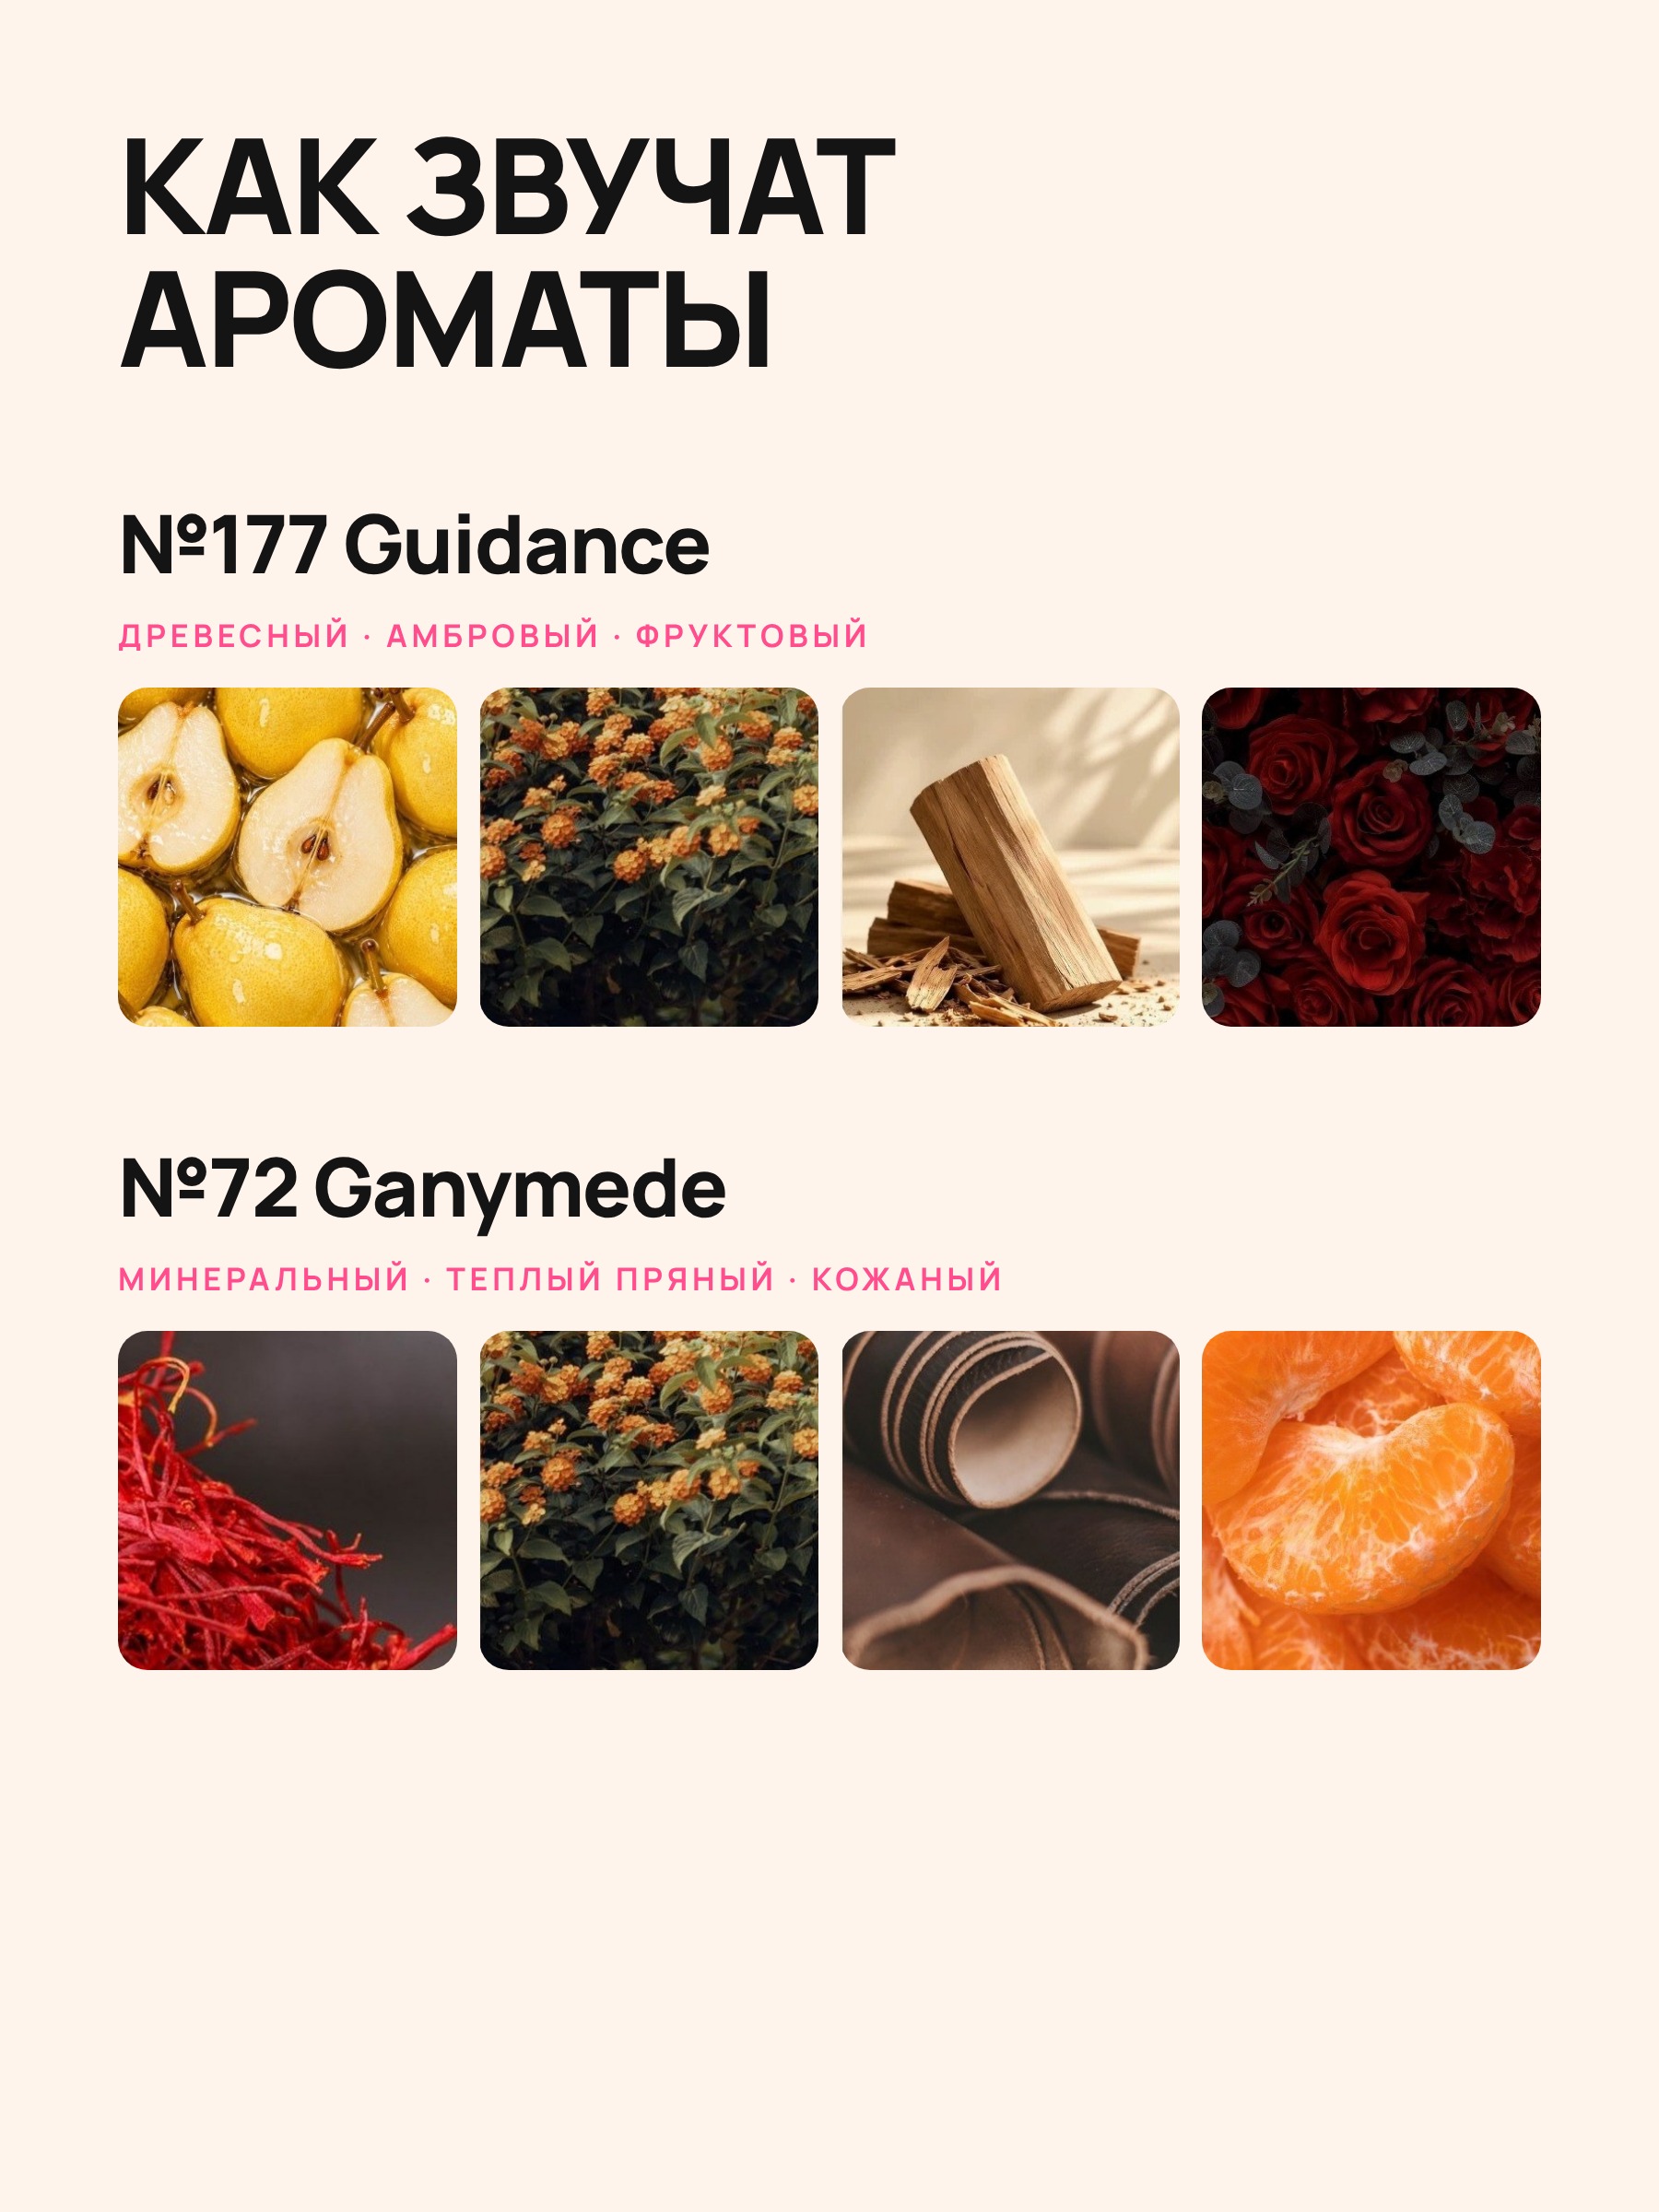 КАК ЗВУЧАТ
АРОМАТЫ
№177 Guidance
ДРЕВЕСНЫЙ · АМБРОВЫЙ · ФРУКТОВЫЙ
№72 Ganymede
МИНЕРАЛЬНЫЙ · ТЕПЛЫЙ ПРЯНЫЙ · КОЖАНЫЙ